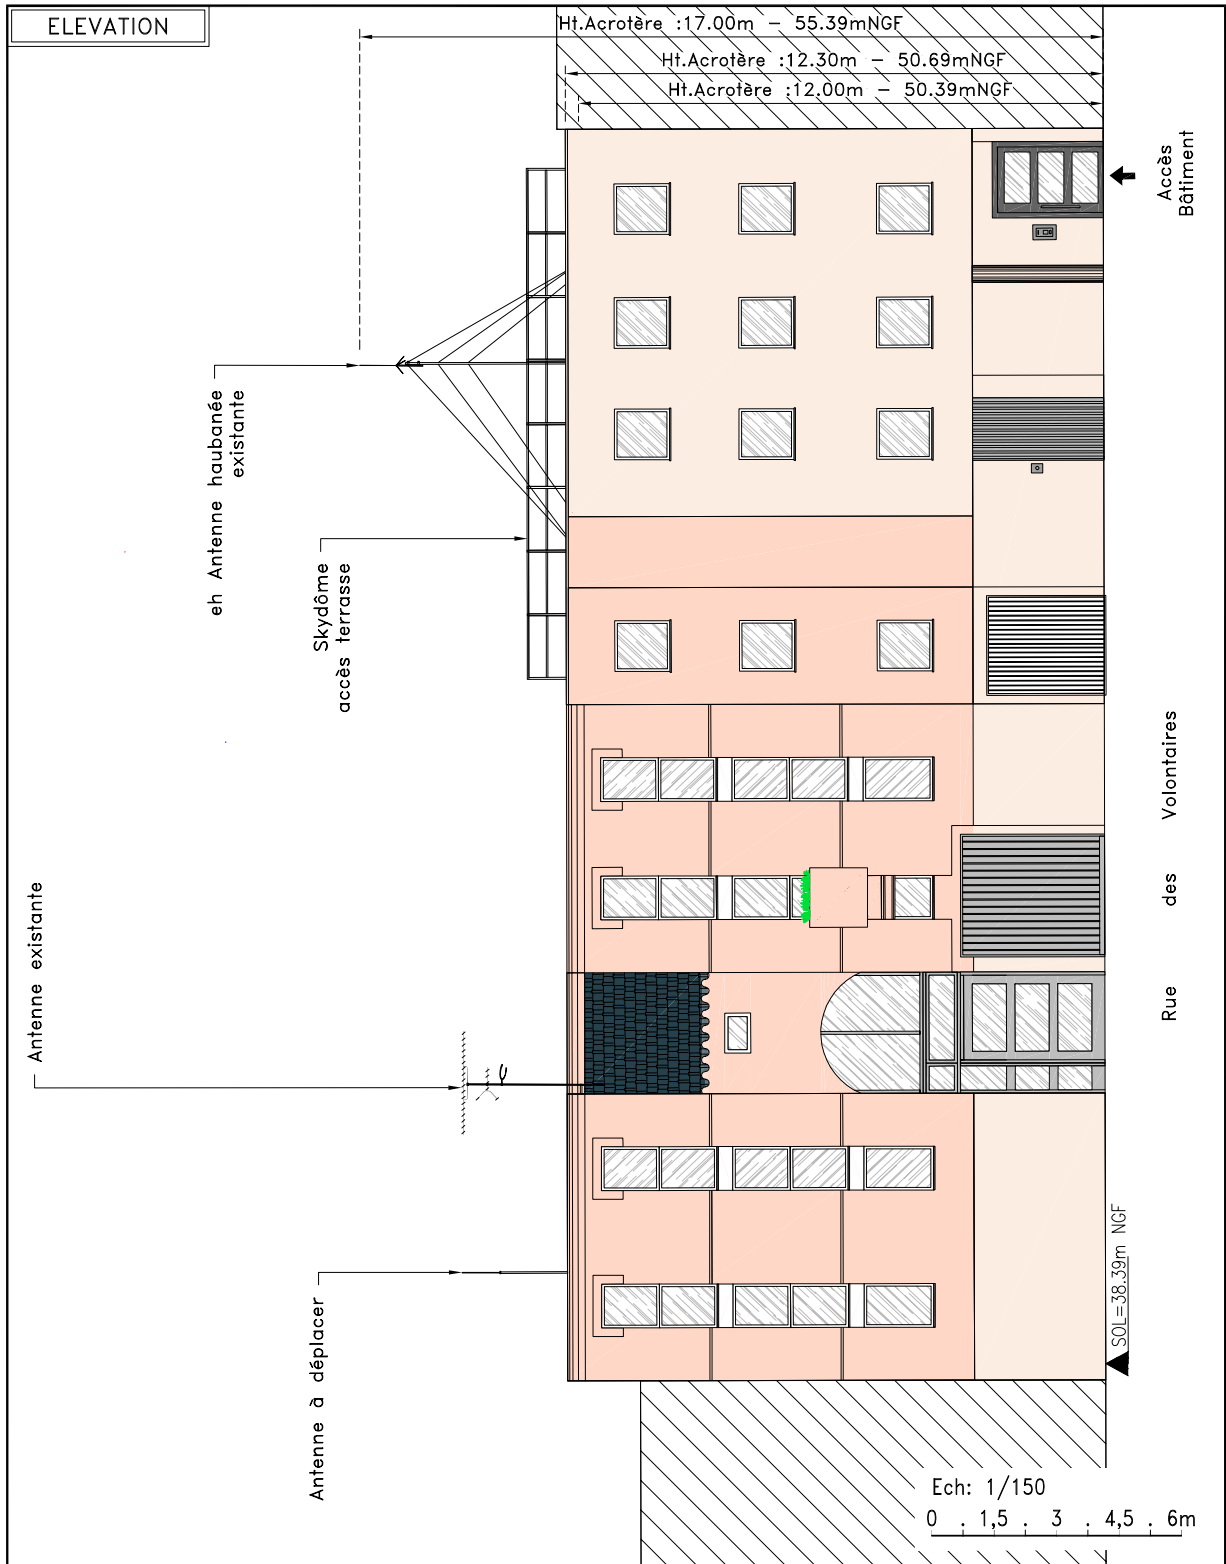 ELEVATION
Ht.Acrotère :17.00m – 55.39mNGF
Ht.Acrotère :12.30m – 50.69mNGF
Ht.Acrotère :12.00m – 50.39mNGF
Accès
Bâtiment
eh Antenne haubanée
existante
Skydôme
accès terrasse
Antenne existante
Antenne à déplacer
Rue des Volontaires
SOL=38.39m NGF
Ech: 1/150
0 . 1,5 . 3 . 4,5 . 6m